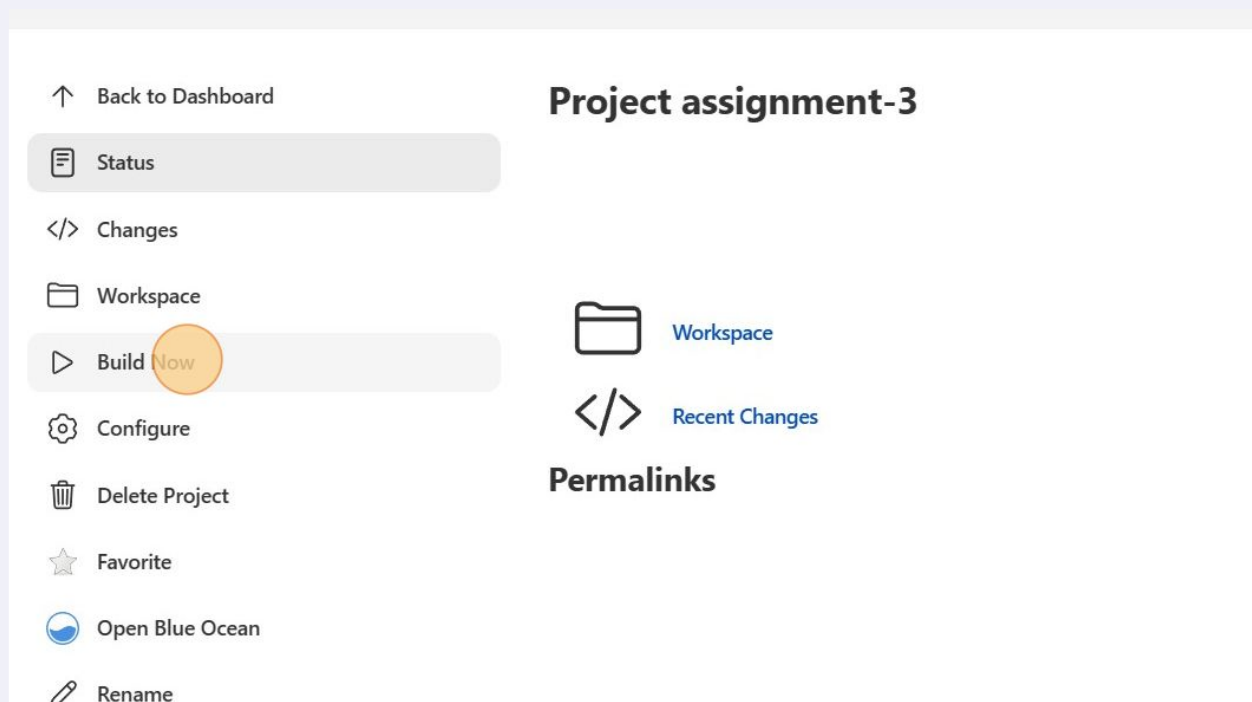 Back to Dashboard
Status
Changes
Workspace
Build Now
Configure
Delete Project
Favorite
Open Blue Ocean
Rename
Project assignment-3
Workspace
Recent Changes
Permalinks